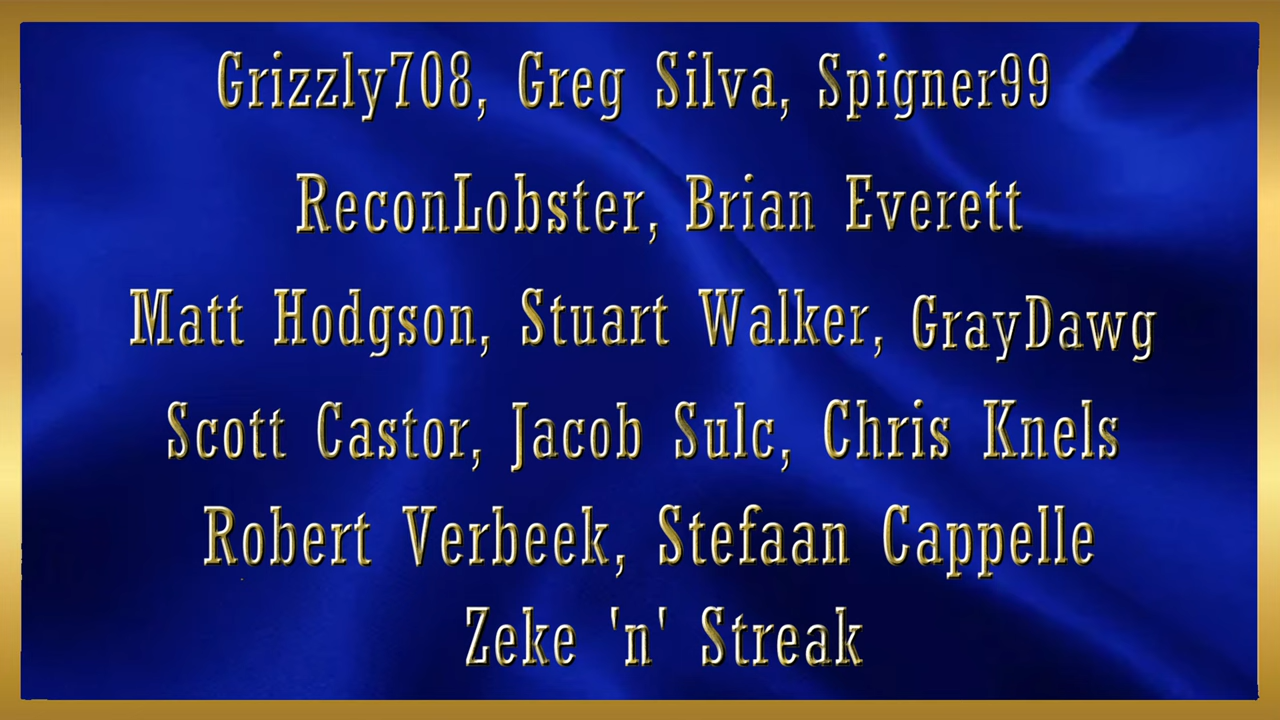 Grizzly708, Greg Silva, Spigner99
ReconLobster, Brian Everett
Matt Hodgson, Stuart Walker, GrayDawg
Scott Castor, Jacob Sulc, Chris Knels
Robert Verbeek, Stefaan Cappelle
Zeke 'n' Streak